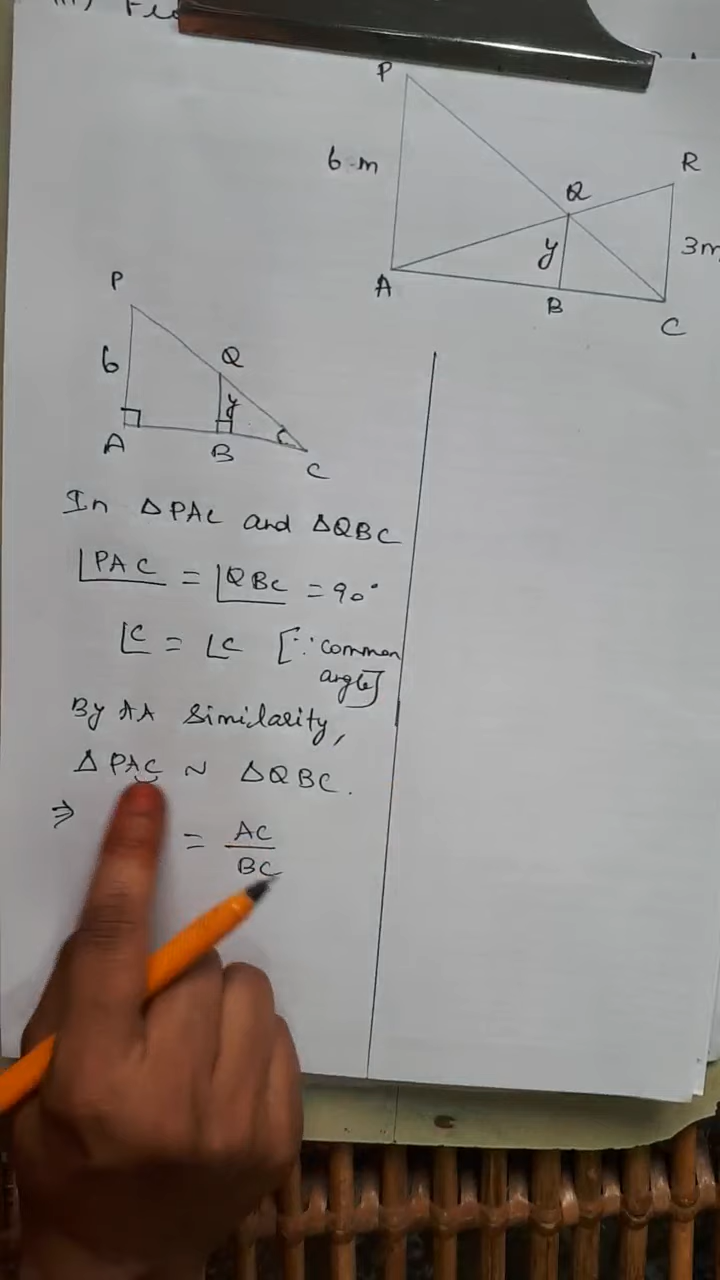 P
6 m
R
Q
y
3m
A
B
C
P
6
Q
y
A
B
C
In ΔPAC and ΔQBC
∠PAC = ∠QBC = 90°
∠C = ∠C [∵ common
angle]
By AA Similarity,
ΔPAC ~ ΔQBC.
⇒ = AC/BC